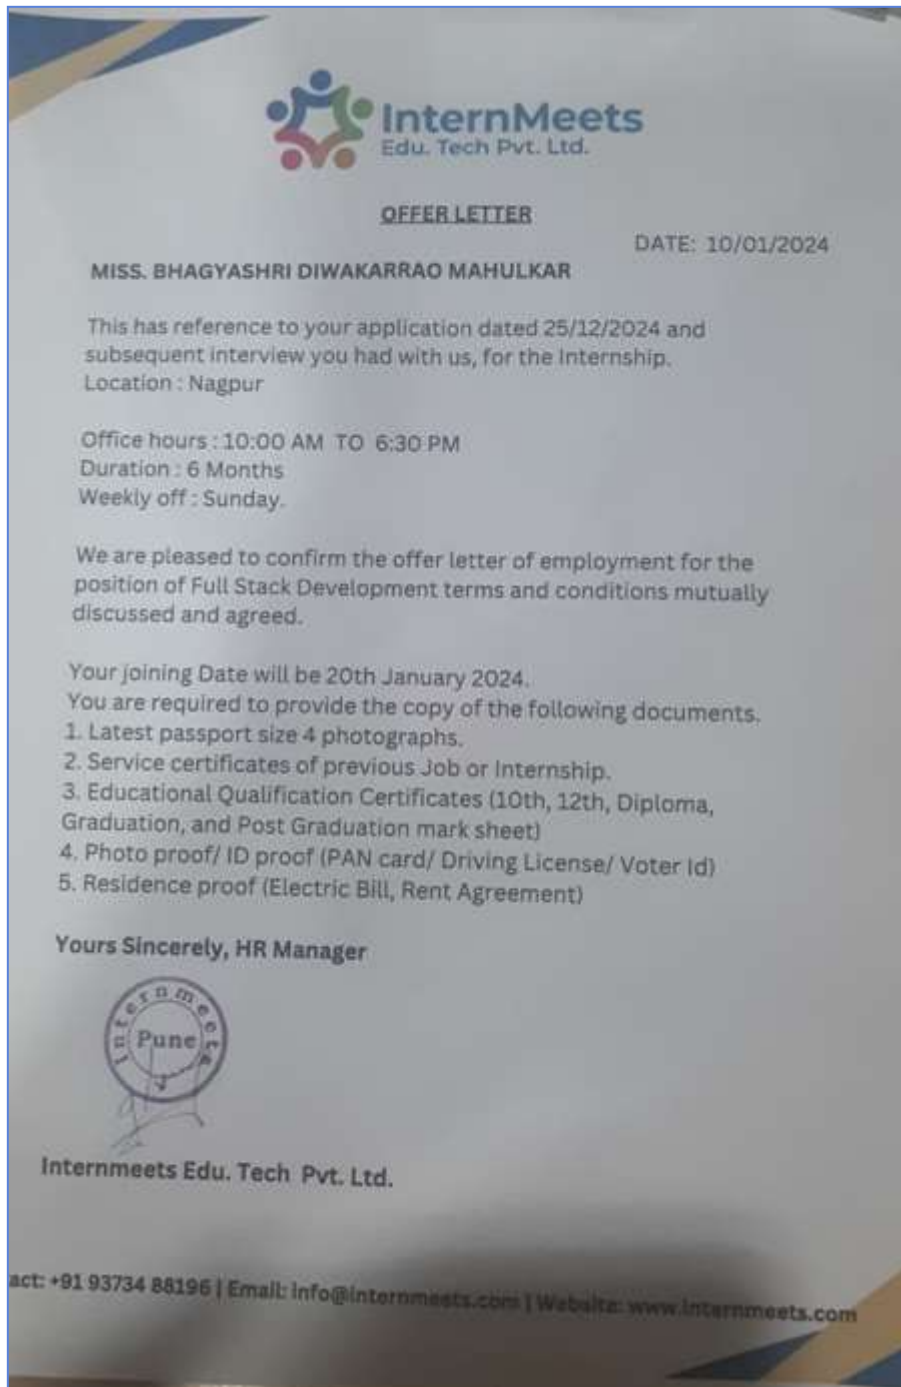 InternMeets
Edu. Tech Pvt. Ltd.
OFFER LETTER
DATE: 10/01/2024
MISS. BHAGYASHRI DIWAKARRAO MAHULKAR
This has reference to your application dated 25/12/2024 and
subsequent interview you had with us, for the Internship.
Location : Nagpur
Office hours : 10:00 AM TO 6:30 PM
Duration : 6 Months
Weekly off : Sunday.
We are pleased to confirm the offer letter of employment for the
position of Full Stack Development terms and conditions mutually
discussed and agreed.
Your joining Date will be 20th January 2024.
You are required to provide the copy of the following documents.
1. Latest passport size 4 photographs.
2. Service certificates of previous Job or Internship.
3. Educational Qualification Certificates (10th, 12th, Diploma,
Graduation, and Post Graduation mark sheet)
4. Photo proof/ ID proof (PAN card/ Driving License/ Voter Id)
5. Residence proof (Electric Bill, Rent Agreement)
Yours Sincerely, HR Manager
Internmeets
Pune
Internmeets Edu. Tech Pvt. Ltd.
act: +91 93734 88196 | Email: info@internmeets.com | Website: www.internmeets.com